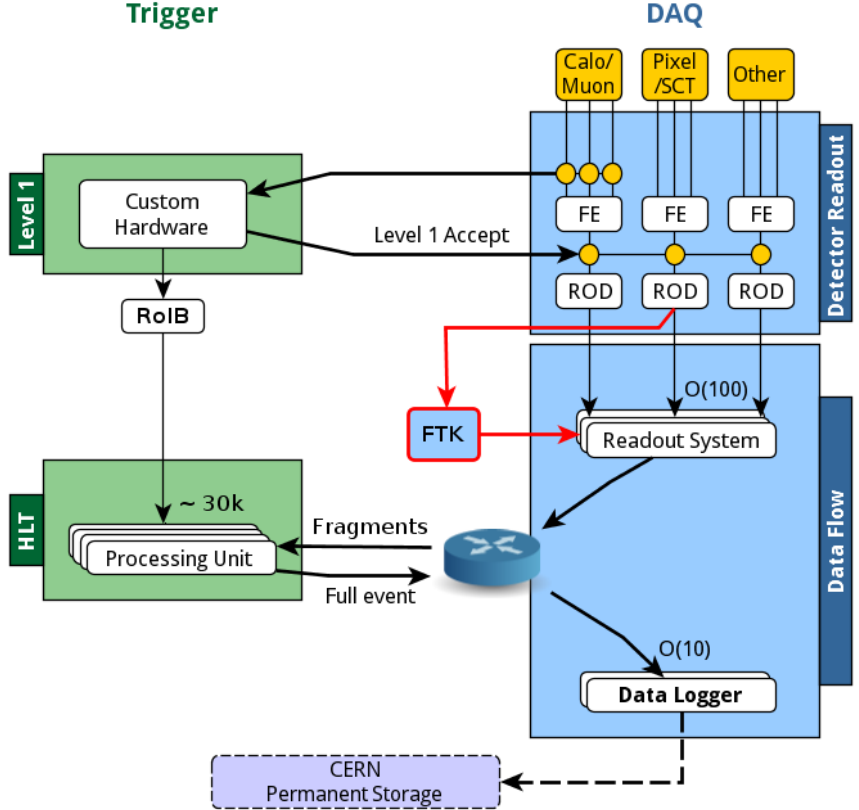 Trigger
DAQ
Calo/
Muon
Pixel
/SCT
Other
Level 1
Custom
Hardware
FE
FE
FE
Level 1 Accept
ROD
ROD
ROD
Detector Readout
RoIB
O(100)
FTK
Readout System
HLT
~ 30k
Processing Unit
Fragments
Full event
Data Flow
O(10)
Data Logger
CERN
Permanent Storage